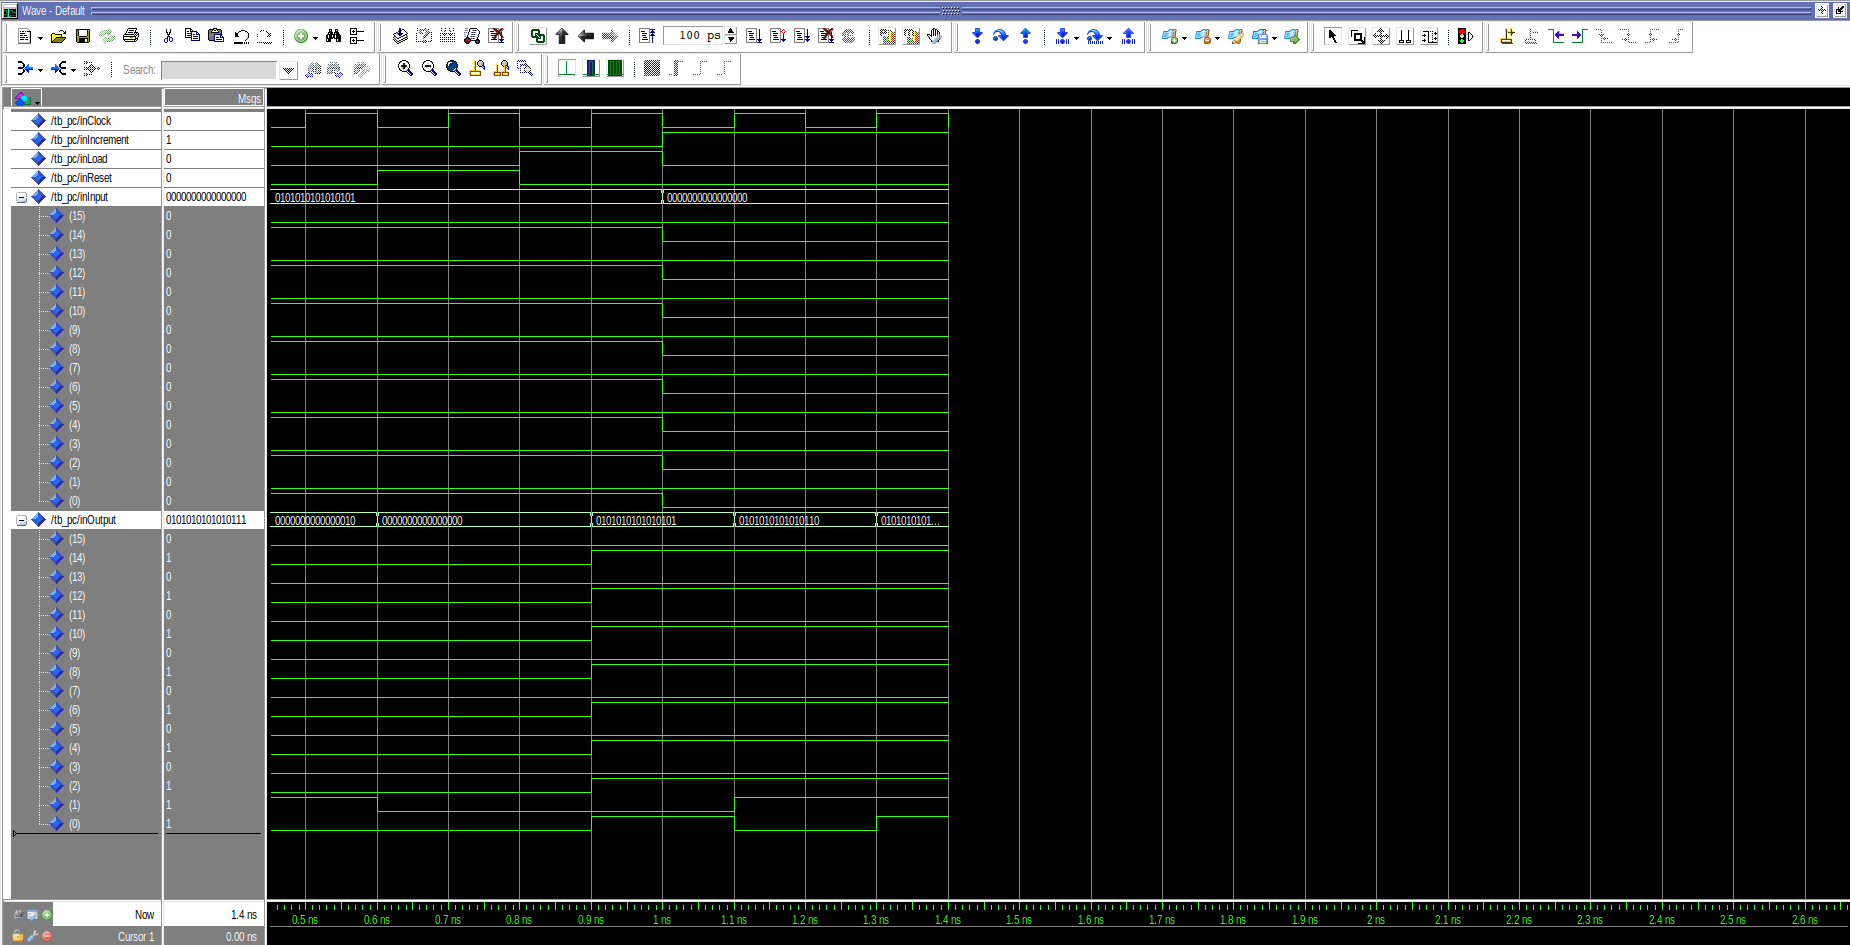 Wave - Default
100 ps
Search:
Msgs
/tb_pc/inClock 0
/tb_pc/inIncrement 1
/tb_pc/inLoad 0
/tb_pc/inReset 0
/tb_pc/inInput 0000000000000000 0101010101010101 0000000000000000
(15) 0
(14) 0
(13) 0
(12) 0
(11) 0
(10) 0
(9) 0
(8) 0
(7) 0
(6) 0
(5) 0
(4) 0
(3) 0
(2) 0
(1) 0
(0) 0
/tb_pc/inOutput 0101010101010111 0000000000000010 0000000000000000 0101010101010101 0101010101010110 0101010101...
(15) 0
(14) 1
(13) 0
(12) 1
(11) 0
(10) 1
(9) 0
(8) 1
(7) 0
(6) 1
(5) 0
(4) 1
(3) 0
(2) 1
(1) 1
(0) 1
Now 1.4 ns 0.5 ns 0.6 ns 0.7 ns 0.8 ns 0.9 ns 1 ns 1.1 ns 1.2 ns 1.3 ns 1.4 ns 1.5 ns 1.6 ns 1.7 ns 1.8 ns 1.9 ns 2 ns 2.1 ns 2.2 ns 2.3 ns 2.4 ns 2.5 ns 2.6 ns
Cursor 1 0.00 ns